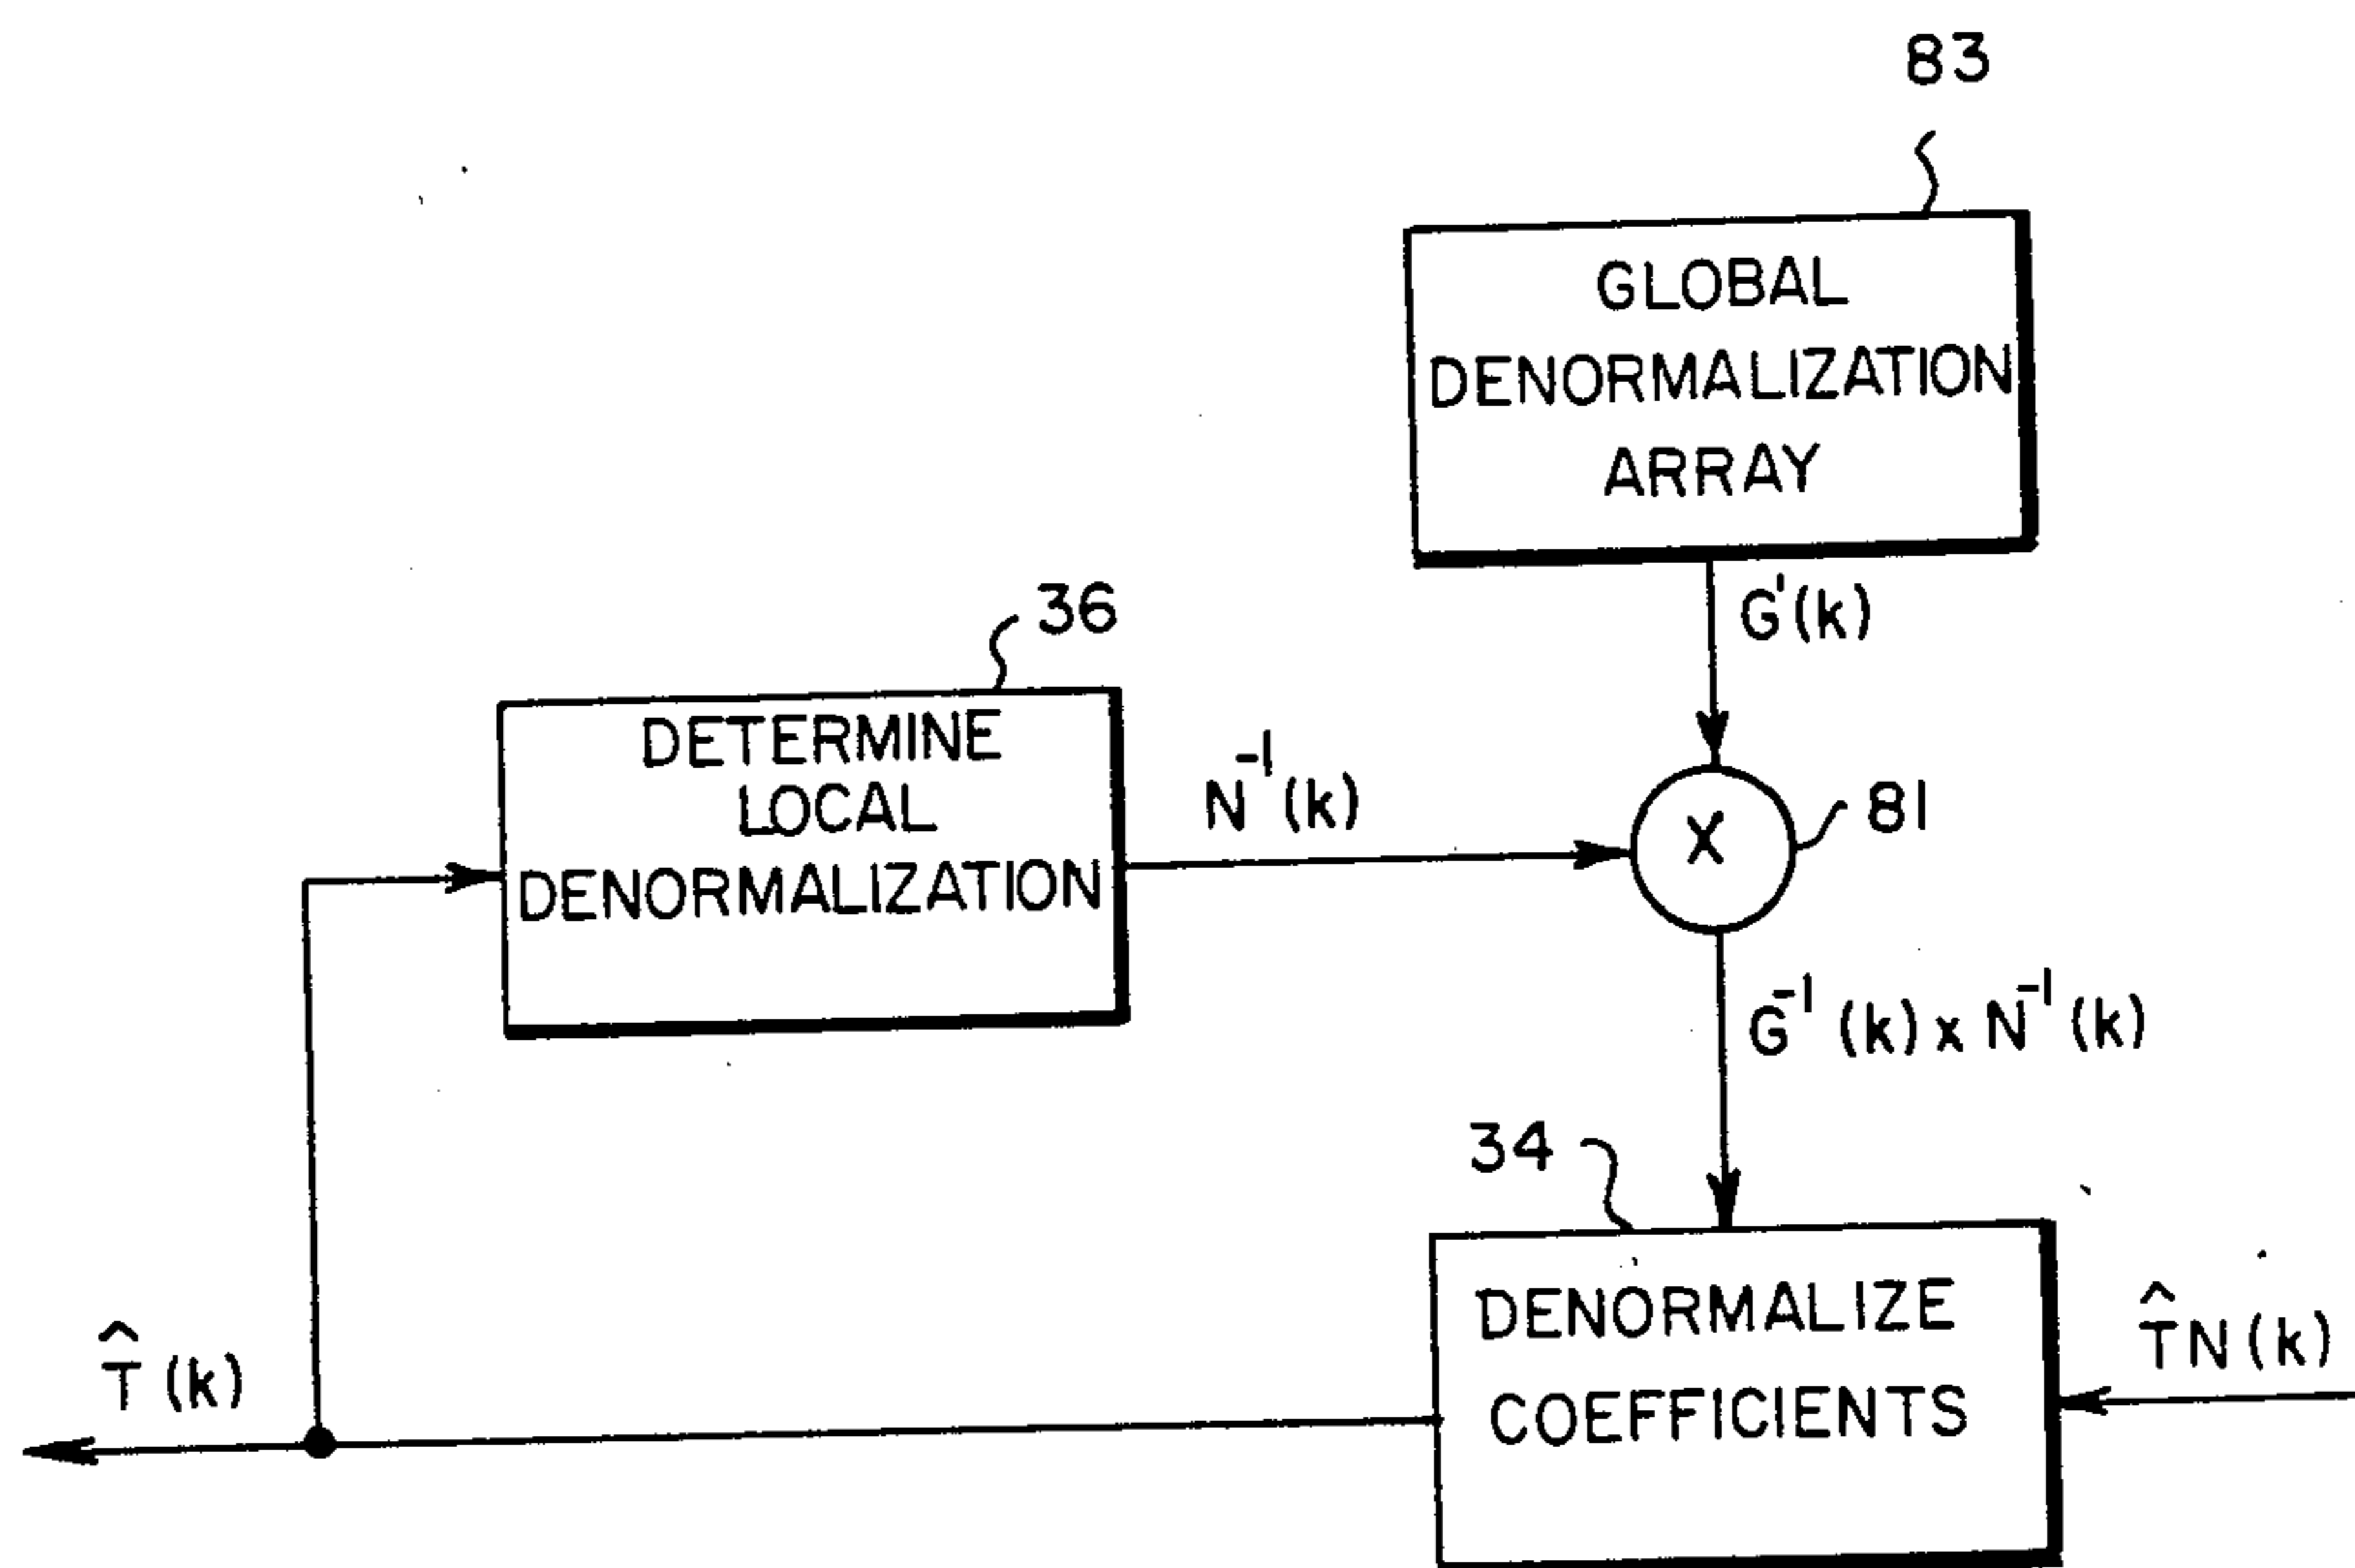 83
GLOBAL
DENORMALIZATION
ARRAY
G'(k)
36
DETERMINE
LOCAL
DENORMALIZATION
N⁻¹(k)
X
81
G⁻¹(k) x N⁻¹(k)
34
DENORMALIZE
COEFFICIENTS
T̂N(k)
T̂(k)